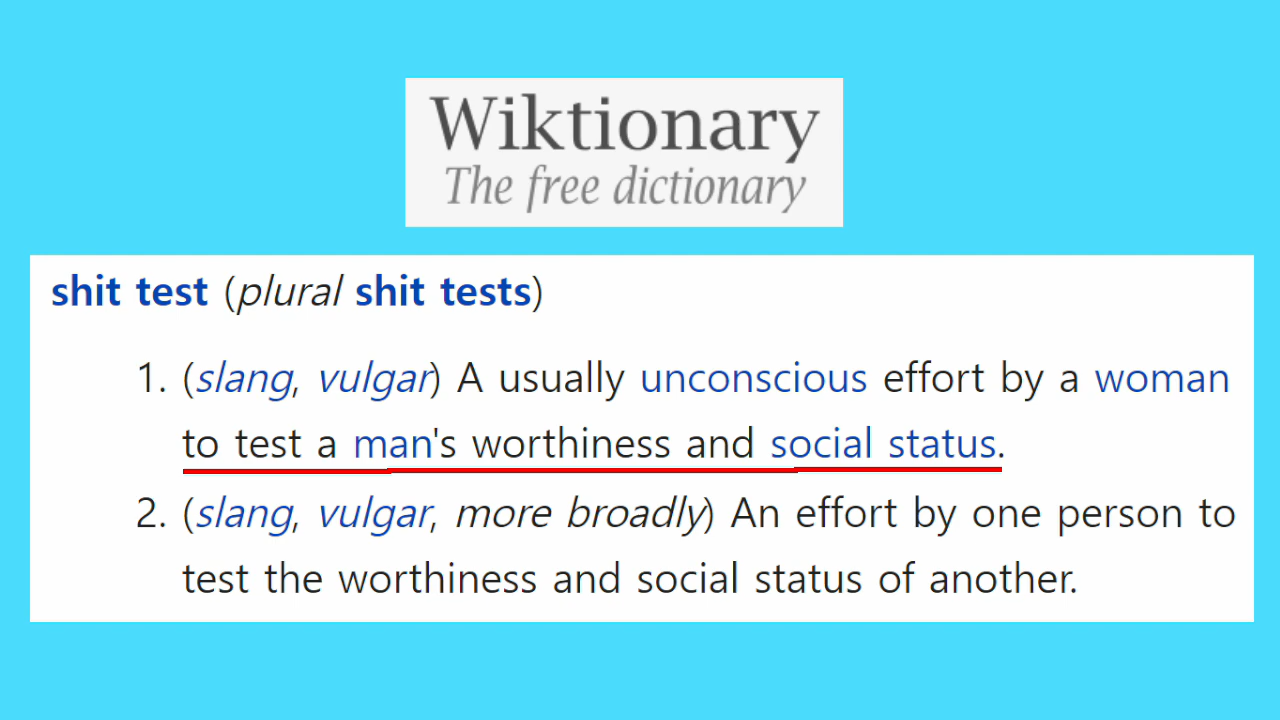 Wiktionary
The free dictionary
shit test (plural shit tests)
1. (slang, vulgar) A usually unconscious effort by a woman
to test a man's worthiness and social status.
2. (slang, vulgar, more broadly) An effort by one person to
test the worthiness and social status of another.